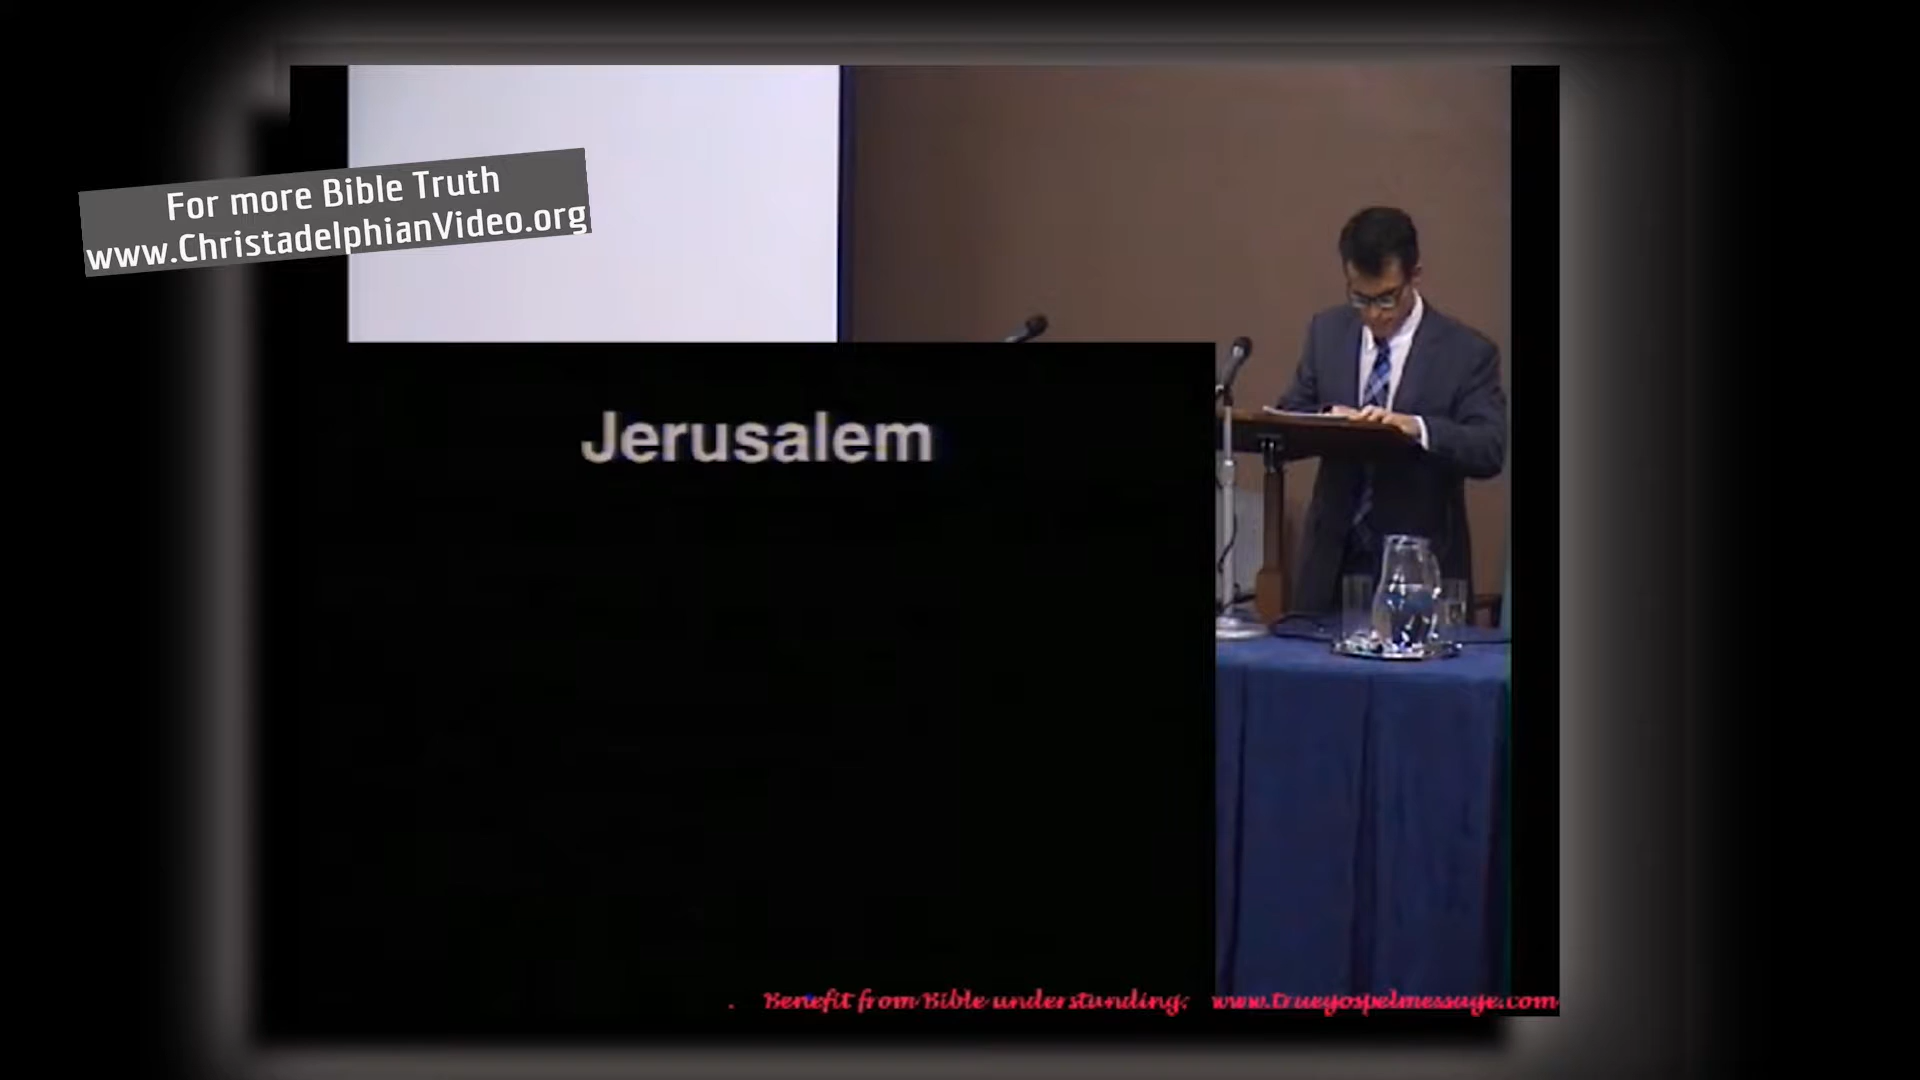 For more Bible Truth
www.ChristadelphianVideo.org
Jerusalem
. Benefit from Bible understanding: www.truegospelmessage.com